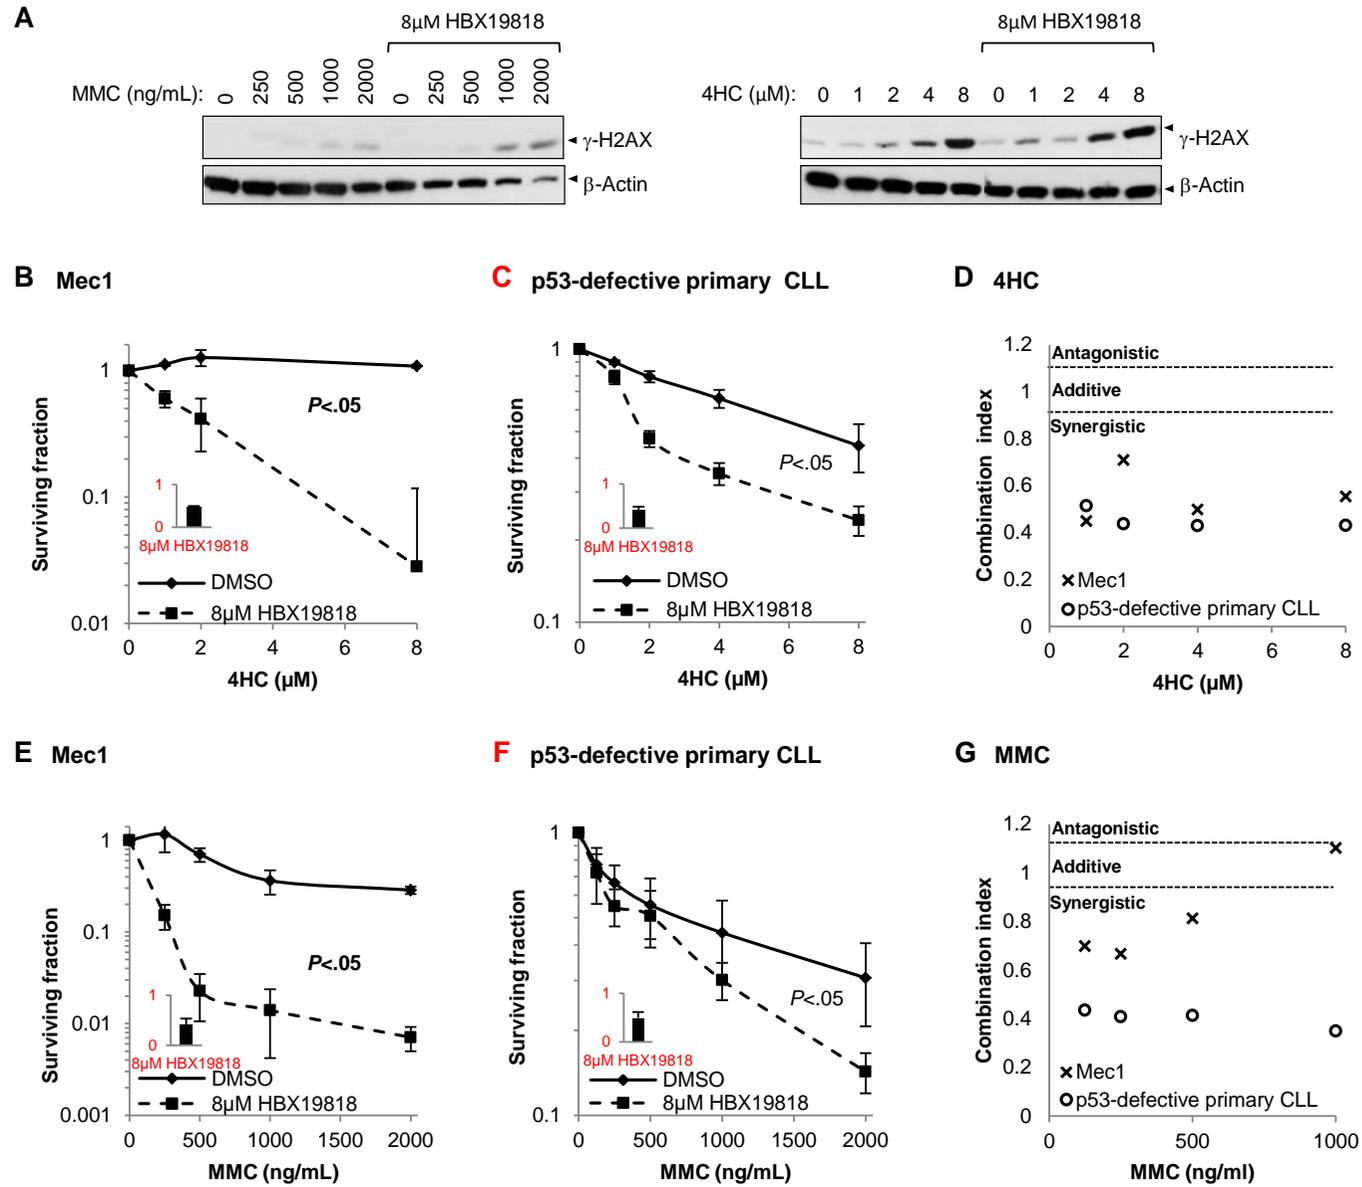 A
8µM HBX19818
8µM HBX19818
MMC (ng/mL): 0 250 500 1000 2000 0 250 500 1000 2000
4HC (µM): 0 1 2 4 8 0 1 2 4 8
γ-H2AX
γ-H2AX
β-Actin
β-Actin
B Mec1
C p53-defective primary CLL
D 4HC
Surviving fraction
1
0.1
0.01
P<.05
1
0
8µM HBX19818
DMSO
8µM HBX19818
0 2 4 6 8
4HC (µM)
Surviving fraction
1
0.1
P<.05
1
0
8µM HBX19818
DMSO
8µM HBX19818
0 2 4 6 8
4HC (µM)
Combination index
1.2
1
0.8
0.6
0.4
0.2
0
Antagonistic
Additive
Synergistic
Mec1
p53-defective primary CLL
0 2 4 6 8
4HC (µM)
E Mec1
F p53-defective primary CLL
G MMC
Surviving fraction
1
0.1
0.01
0.001
P<.05
1
0
8µM HBX19818
DMSO
8µM HBX19818
0 500 1000 1500 2000
MMC (ng/mL)
Surviving fraction
1
0.1
P<.05
1
0
8µM HBX19818
DMSO
8µM HBX19818
0 500 1000 1500 2000
MMC (ng/mL)
Combination index
1.2
1
0.8
0.6
0.4
0.2
0
Antagonistic
Additive
Synergistic
Mec1
p53-defective primary CLL
0 500 1000
MMC (ng/ml)